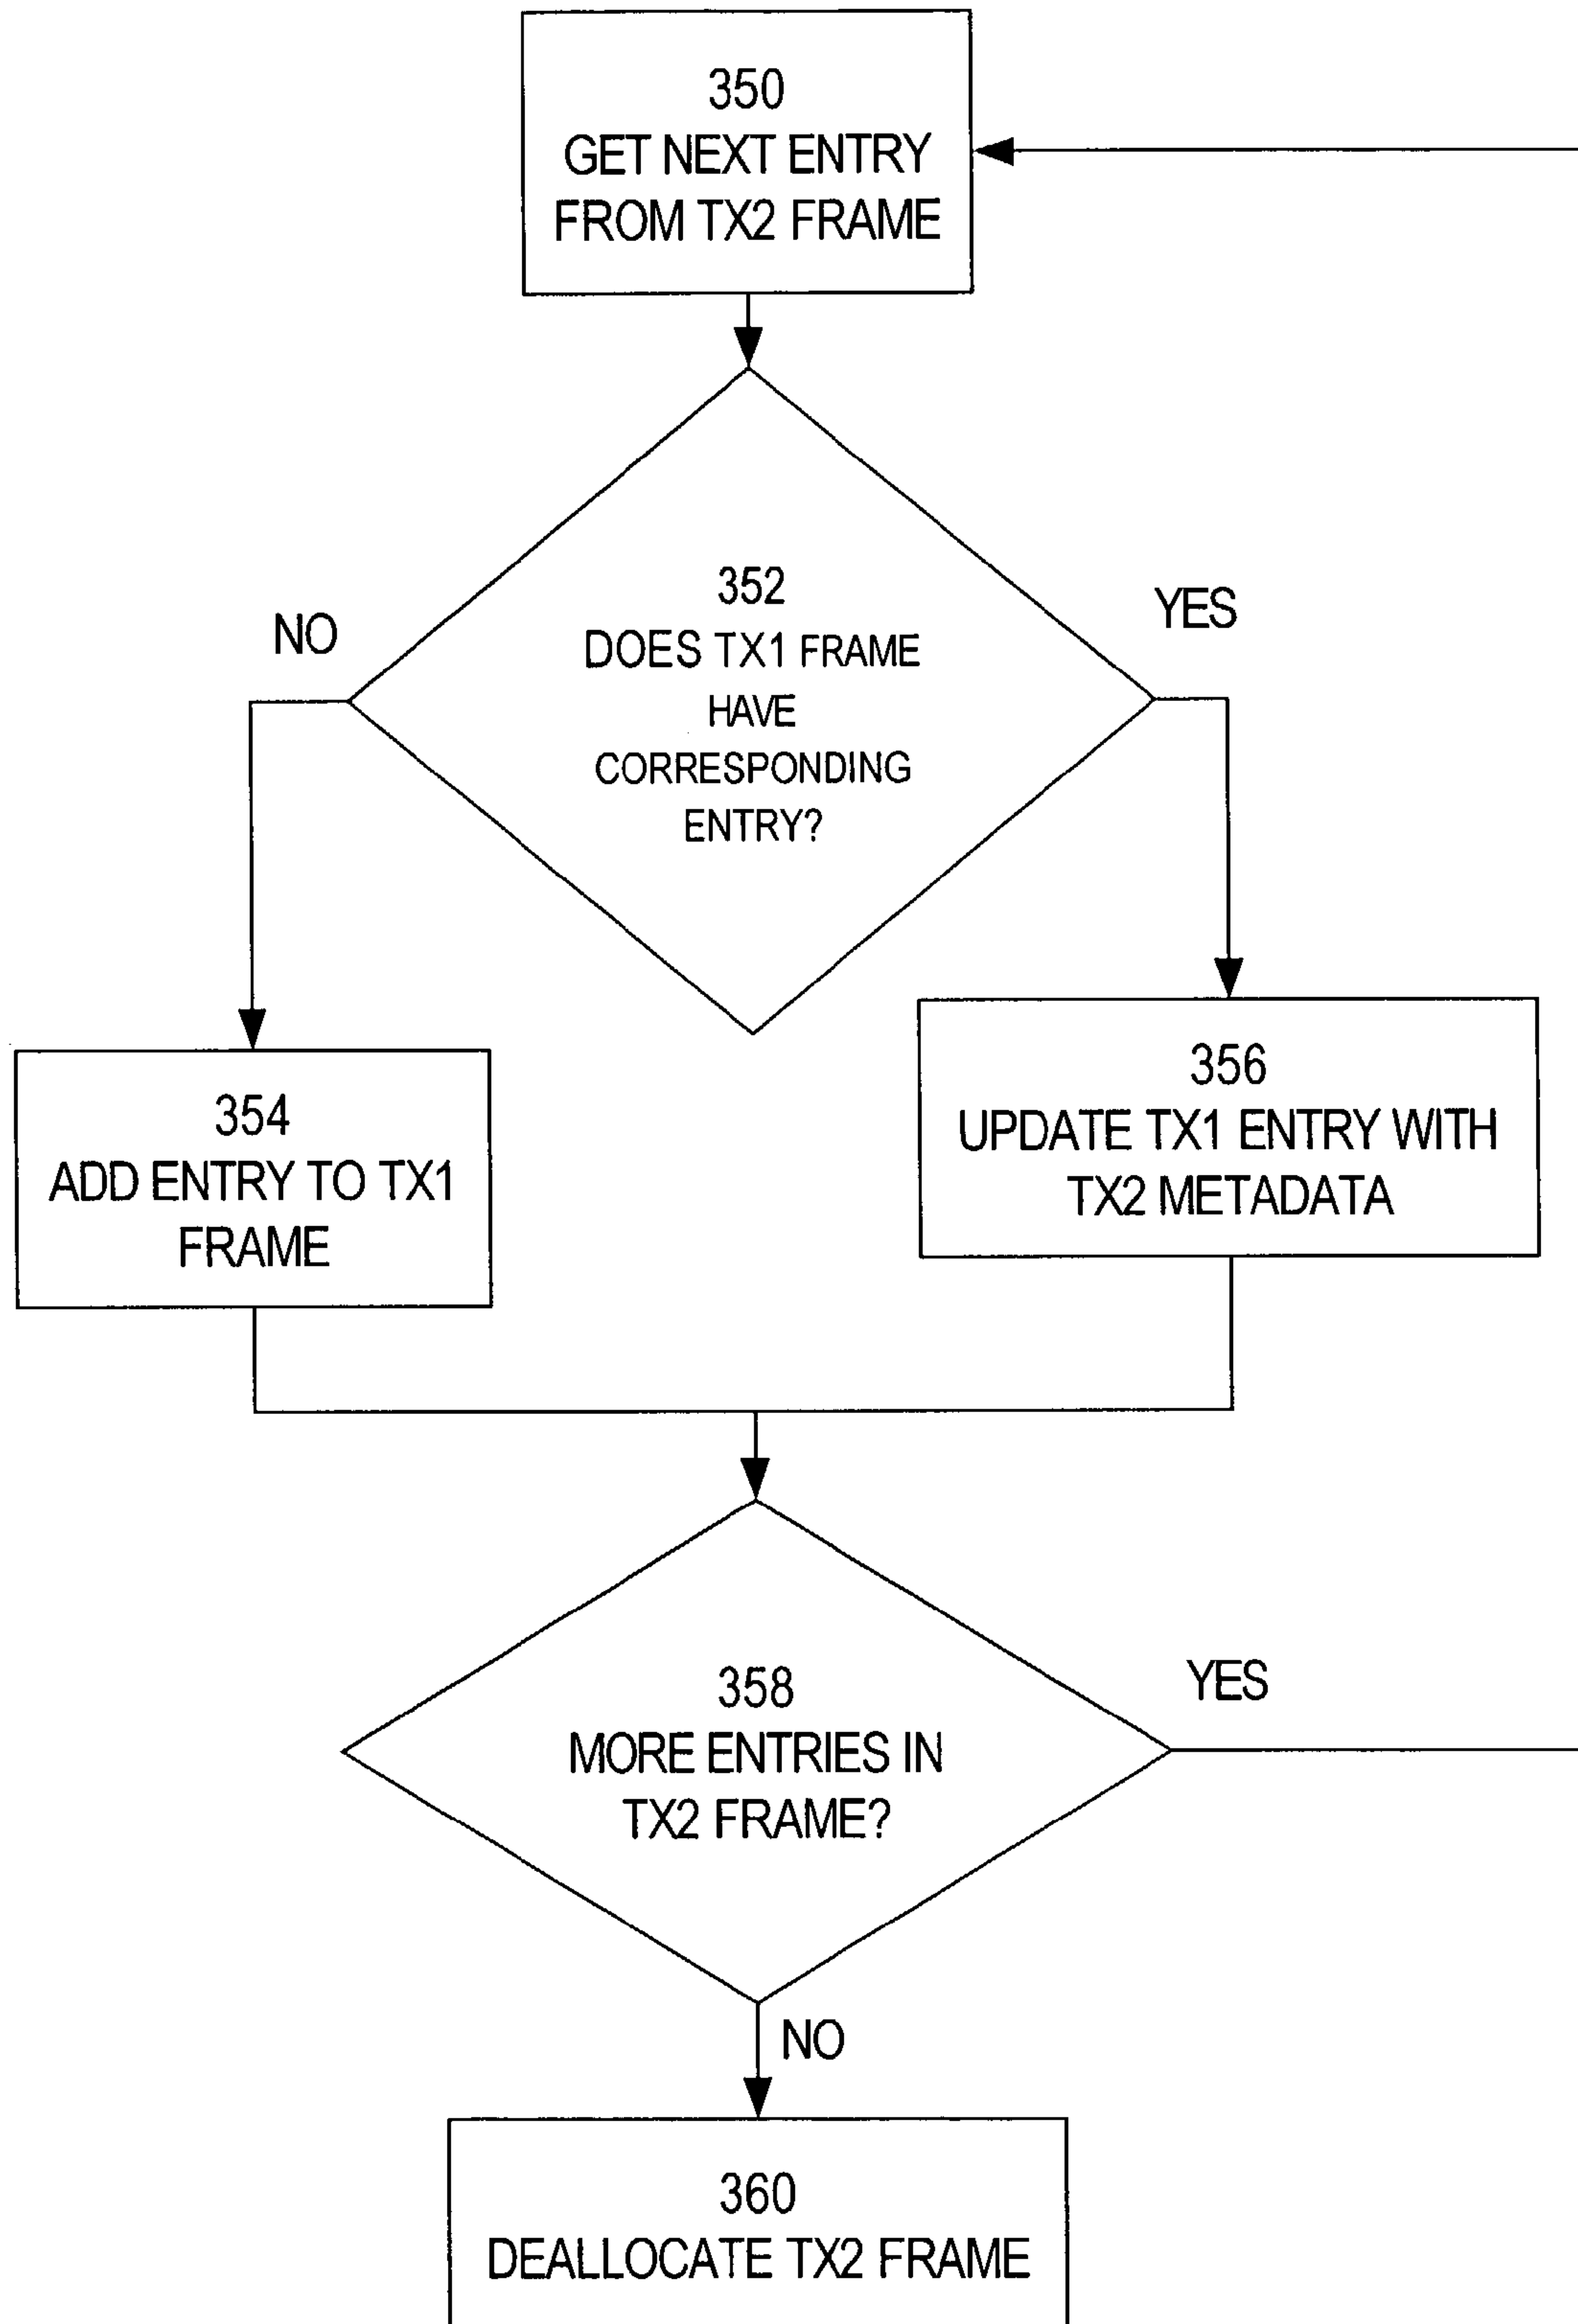 350
GET NEXT ENTRY
FROM TX2 FRAME
352
DOES TX1 FRAME
HAVE
CORRESPONDING
ENTRY?
NO
YES
354
ADD ENTRY TO TX1
FRAME
356
UPDATE TX1 ENTRY WITH
TX2 METADATA
358
MORE ENTRIES IN
TX2 FRAME?
YES
NO
360
DEALLOCATE TX2 FRAME